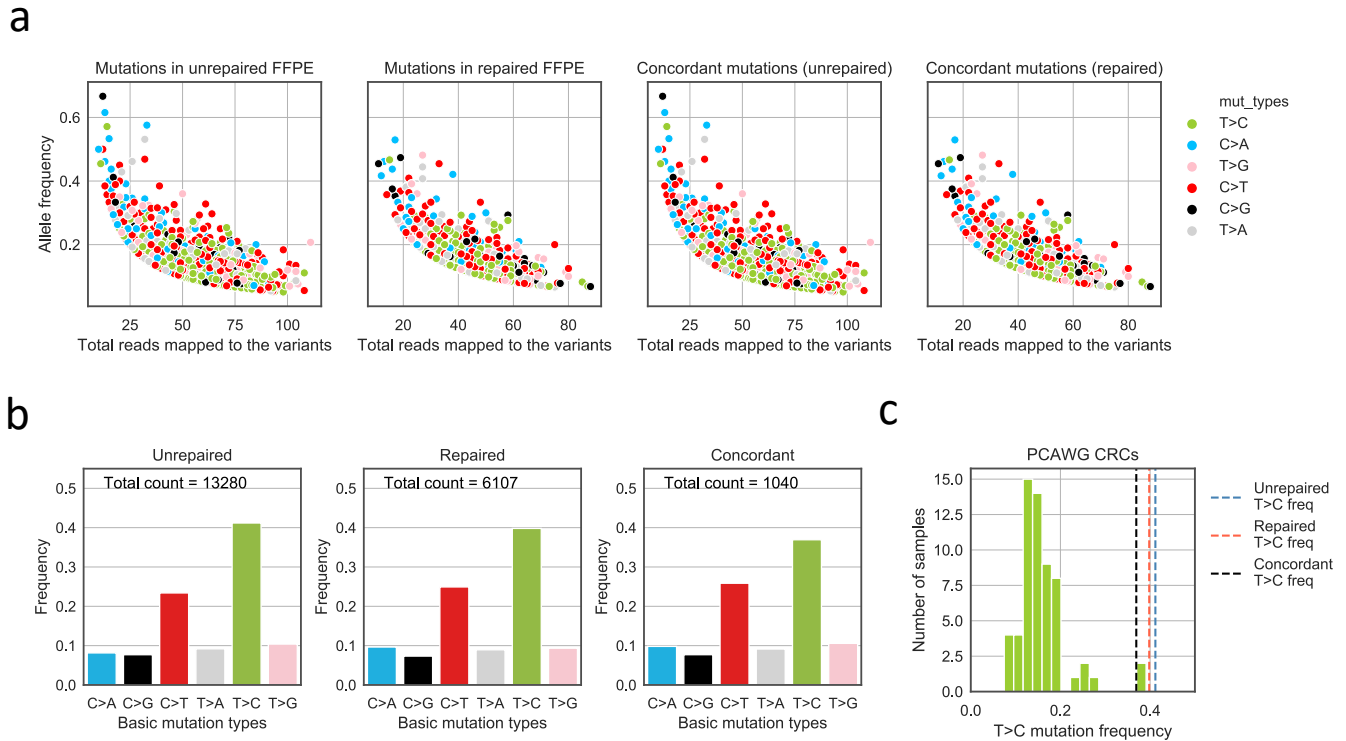 a
Mutations in unrepaired FFPE
Mutations in repaired FFPE
Concordant mutations (unrepaired)
Concordant mutations (repaired)
Allele frequency
0.6
0.4
0.2
25 50 75 100
20 40 60 80
25 50 75 100
20 40 60 80
Total reads mapped to the variants
Total reads mapped to the variants
Total reads mapped to the variants
Total reads mapped to the variants
mut_types
T>C
C>A
T>G
C>T
C>G
T>A
b
Unrepaired
Total count = 13280
Frequency
0.5
0.4
0.3
0.2
0.1
0.0
C>A C>G C>T T>A T>C T>G
Basic mutation types
Repaired
Total count = 6107
Frequency
0.5
0.4
0.3
0.2
0.1
0.0
C>A C>G C>T T>A T>C T>G
Basic mutation types
Concordant
Total count = 1040
Frequency
0.5
0.4
0.3
0.2
0.1
0.0
C>A C>G C>T T>A T>C T>G
Basic mutation types
c
PCAWG CRCs
Number of samples
15.0
12.5
10.0
7.5
5.0
2.5
0.0
0.0 0.2 0.4
T>C mutation frequency
Unrepaired
T>C freq
Repaired
T>C freq
Concordant
T>C freq